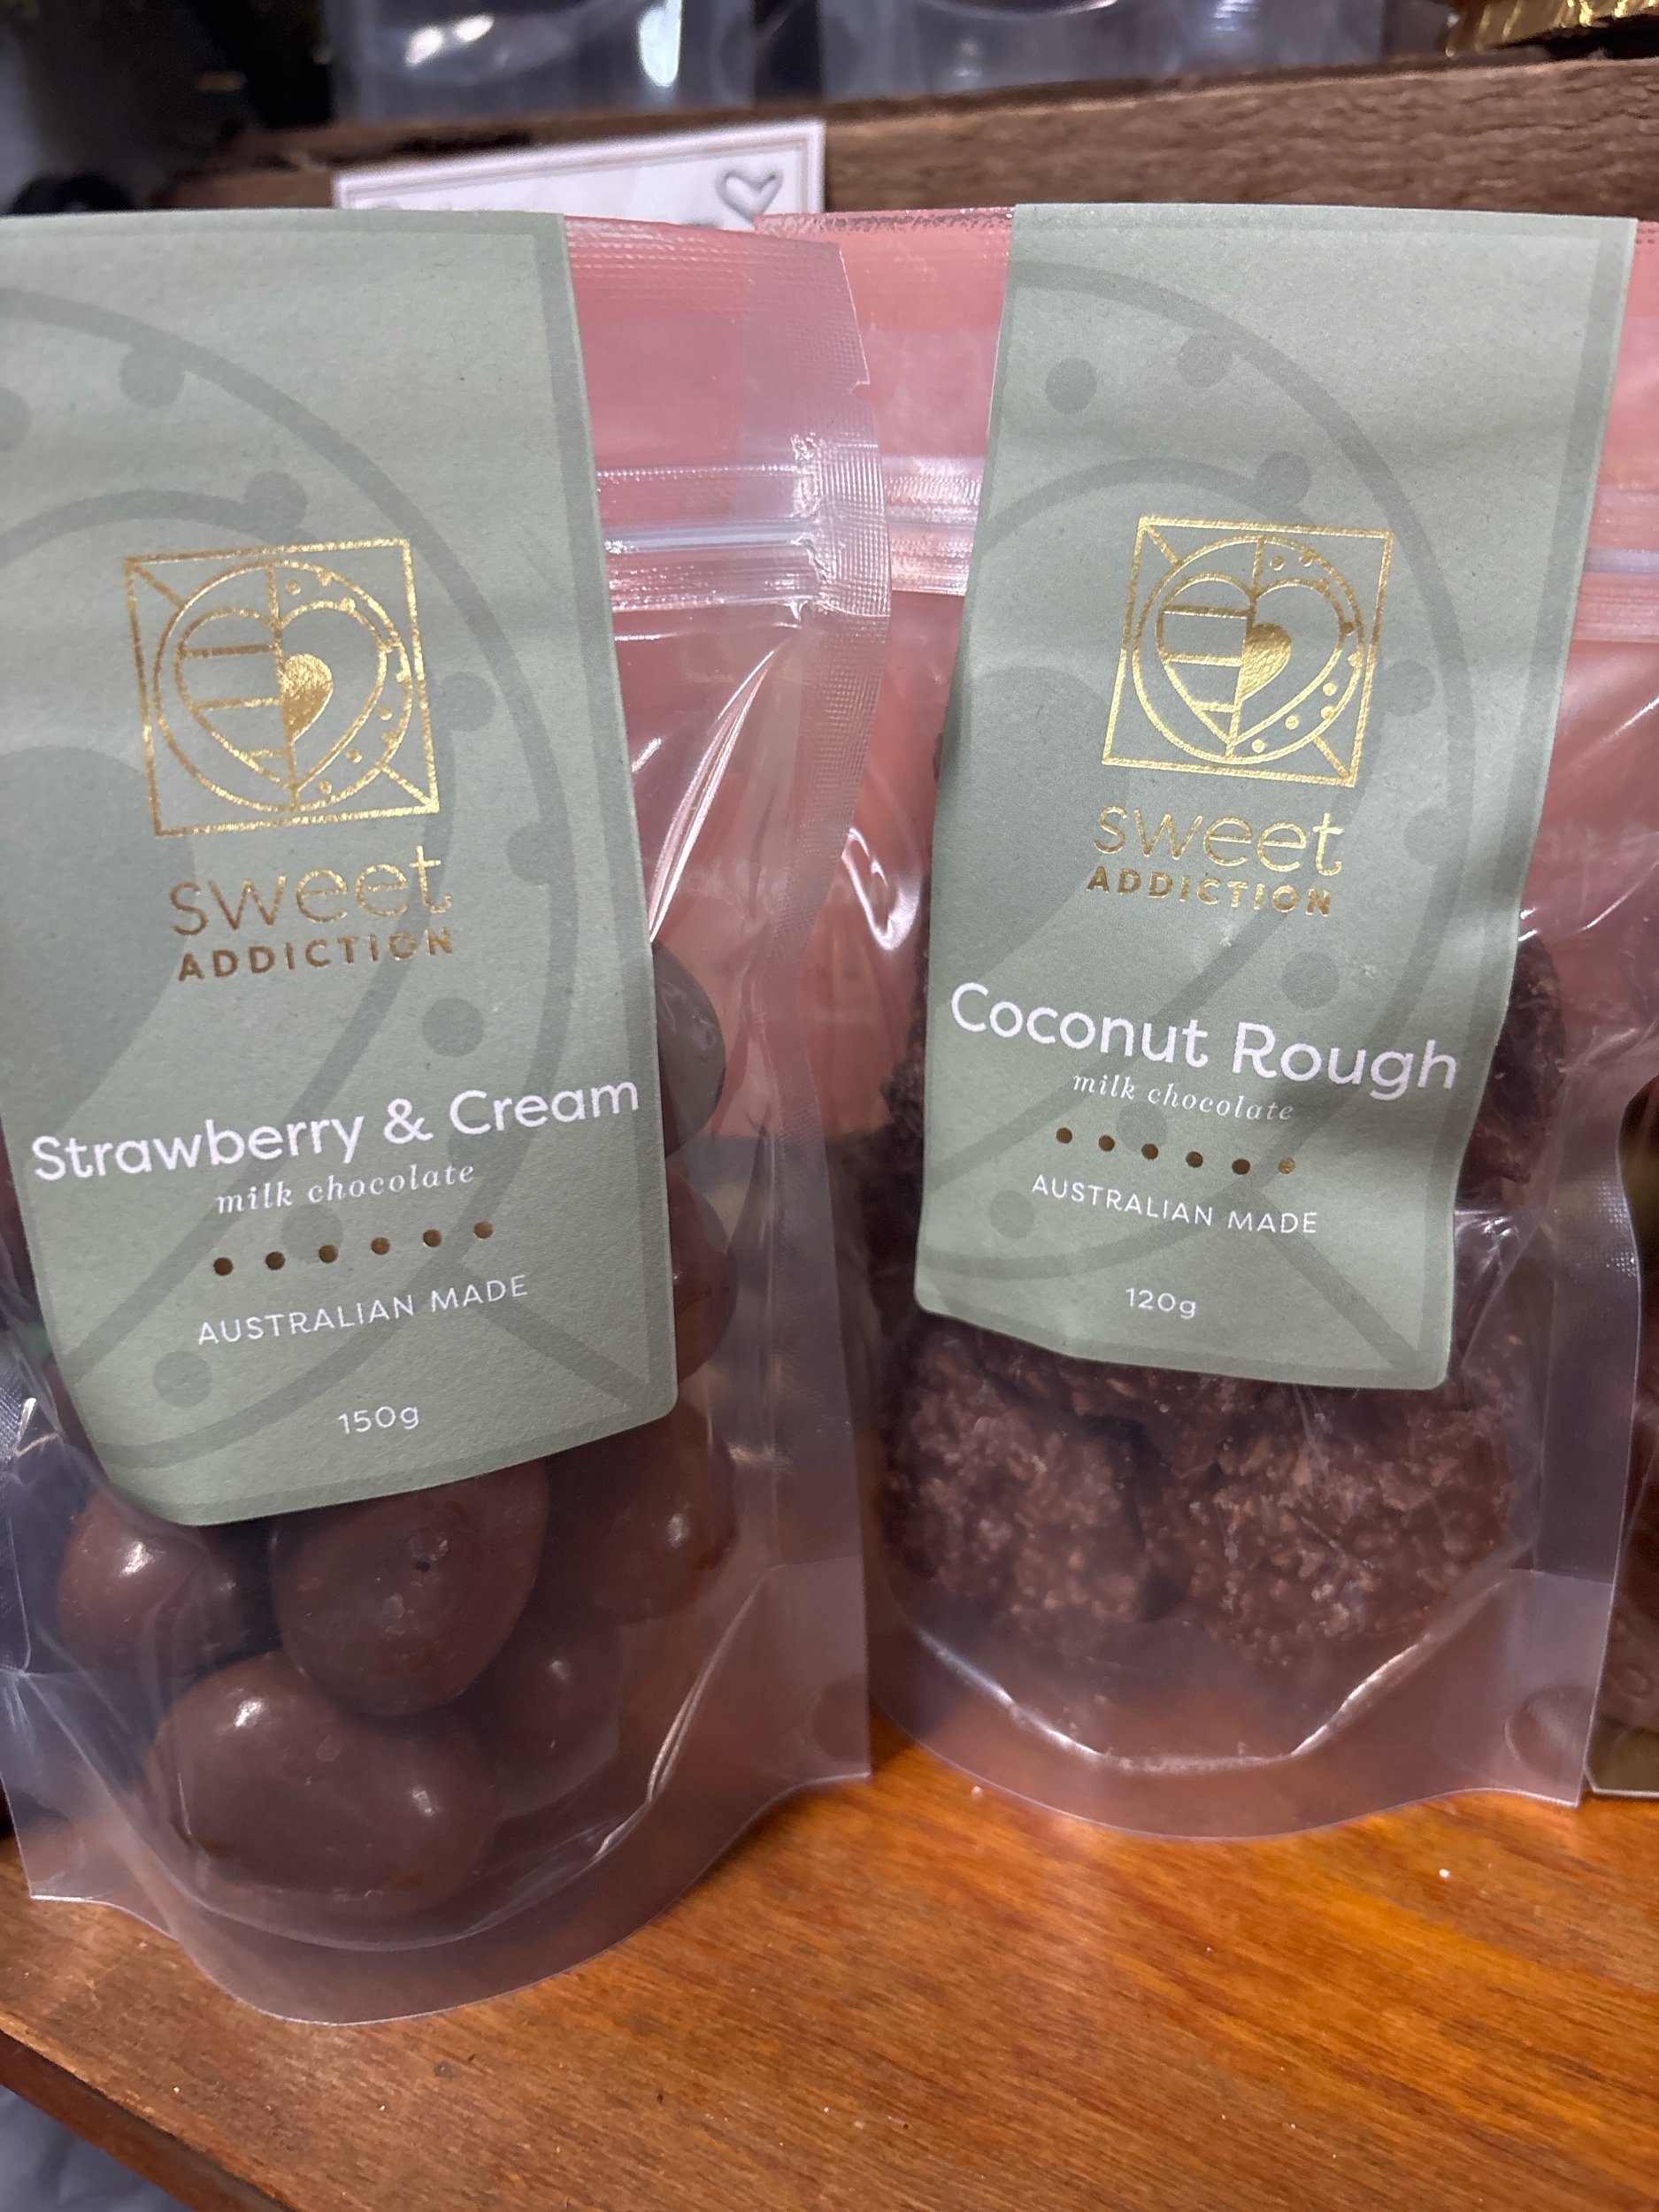 sweet
ADDICTION
Strawberry & Cream
milk chocolate
AUSTRALIAN MADE
150g
sweet
ADDICTION
Coconut Rough
milk chocolate
AUSTRALIAN MADE
120g